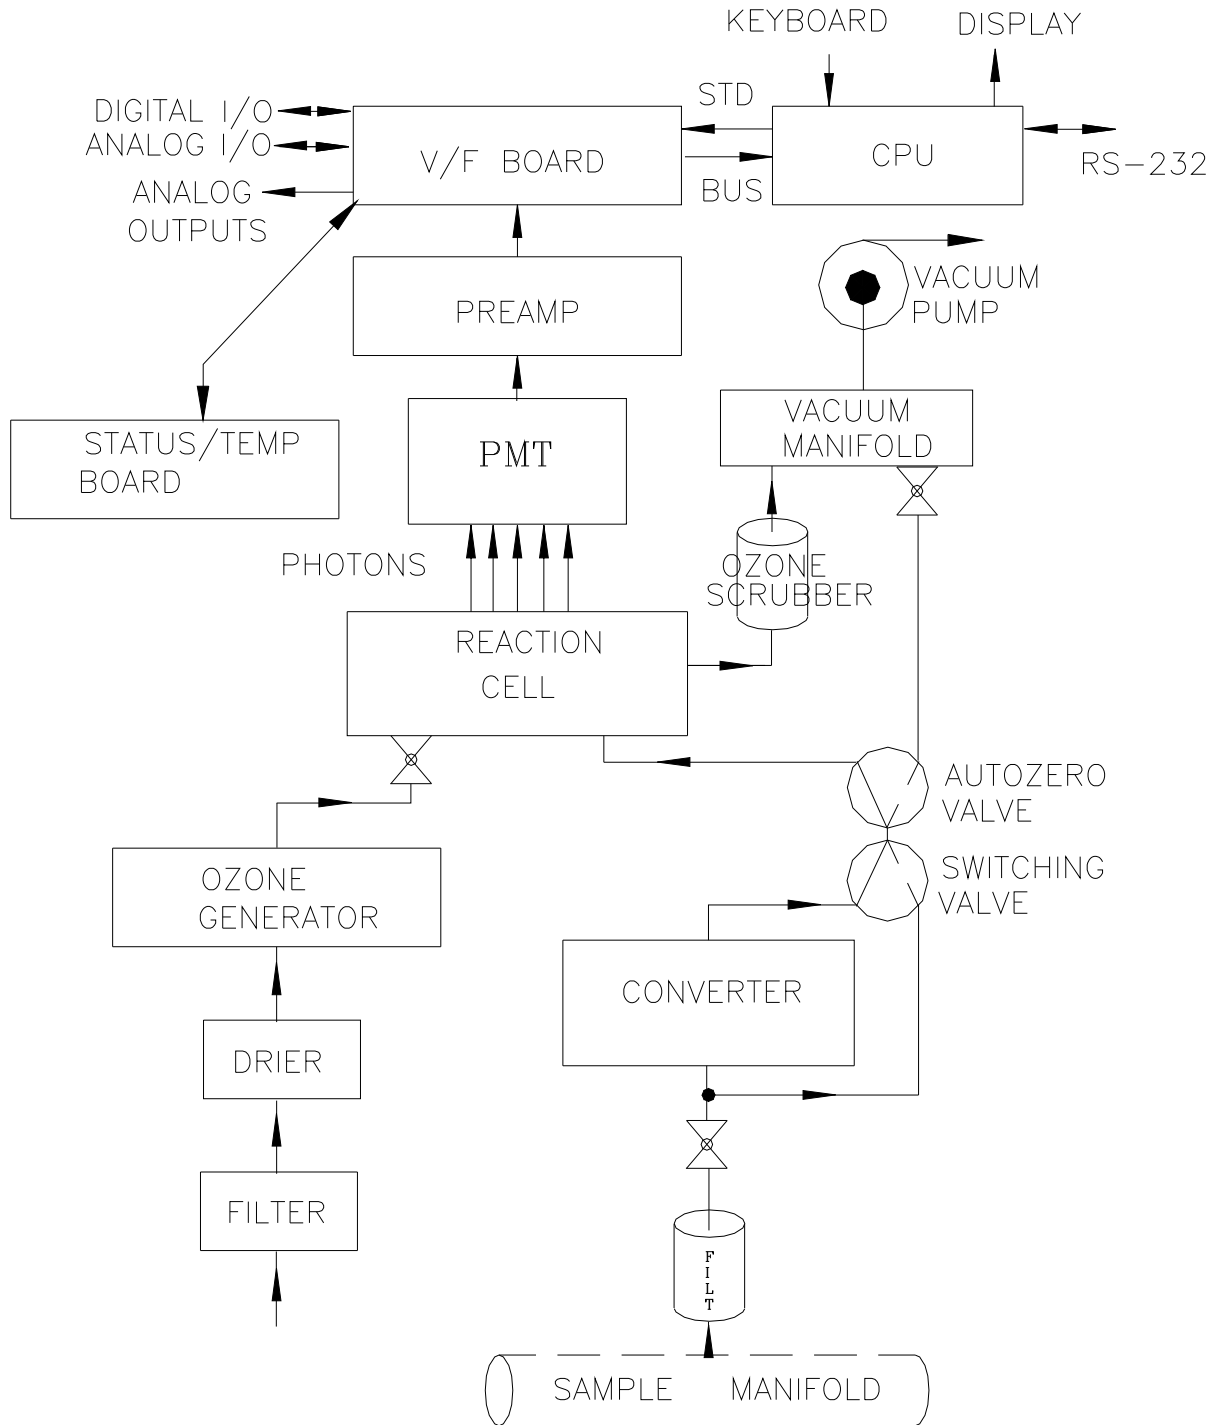 KEYBOARD
DISPLAY
STD
DIGITAL I/O
ANALOG I/O
V/F BOARD
CPU
RS-232
BUS
ANALOG
OUTPUTS
VACUUM
PUMP
PREAMP
VACUUM
MANIFOLD
STATUS/TEMP
BOARD
PMT
PHOTONS
OZONE
SCRUBBER
REACTION
CELL
AUTOZERO
VALVE
SWITCHING
VALVE
OZONE
GENERATOR
CONVERTER
DRIER
FILTER
FILT
SAMPLE MANIFOLD